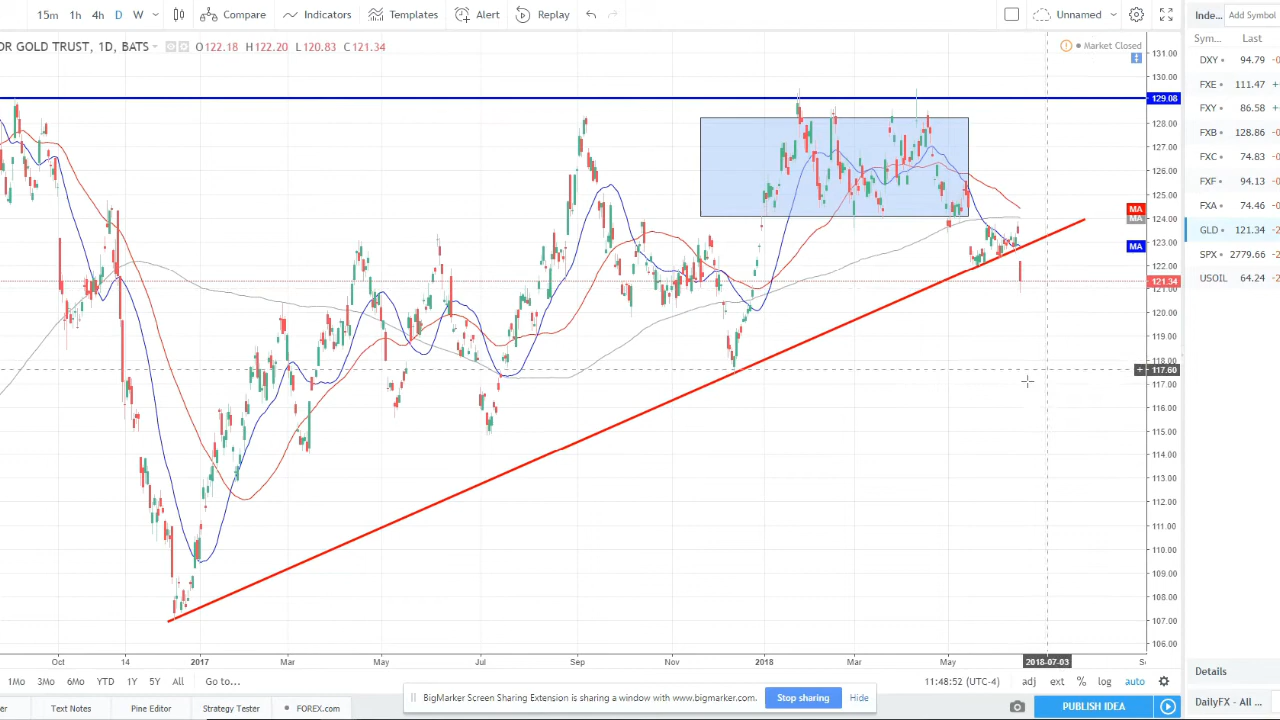 15m 1h 4h D W Compare Indicators Templates Alert Replay Unnamed Inde... Add Symbol
Sym... Last
OR GOLD TRUST, 1D, BATS O122.18 H122.20 L120.83 C121.34 Market Closed
DXY 94.79
FXE 111.47
FXY 86.58
FXB 128.86
FXC 74.83
FXF 94.13
FXA 74.46
GLD 121.34
SPX 2779.66
USOIL 64.24
131.00
130.00
129.08
128.00
127.00
126.00
125.00
MA
MA
124.00
123.00
MA
122.00
121.34
121.00
120.00
119.00
118.00
+ 117.60
117.00
116.00
115.00
114.00
113.00
112.00
111.00
110.00
109.00
108.00
107.00
106.00
Oct 14 2017 Mar May Jul Sep Nov 2018 Mar May 2018-07-03
1Mo 3Mo 6Mo YTD 1Y 5Y All Go to... 11:48:52 (UTC-4) adj ext % log auto
Details
BigMarker Screen Sharing Extension is sharing a window with www.bigmarker.com. Stop sharing Hide
Pine Editor Strategy Tester FOREX.com PUBLISH IDEA DailyFX - All ...